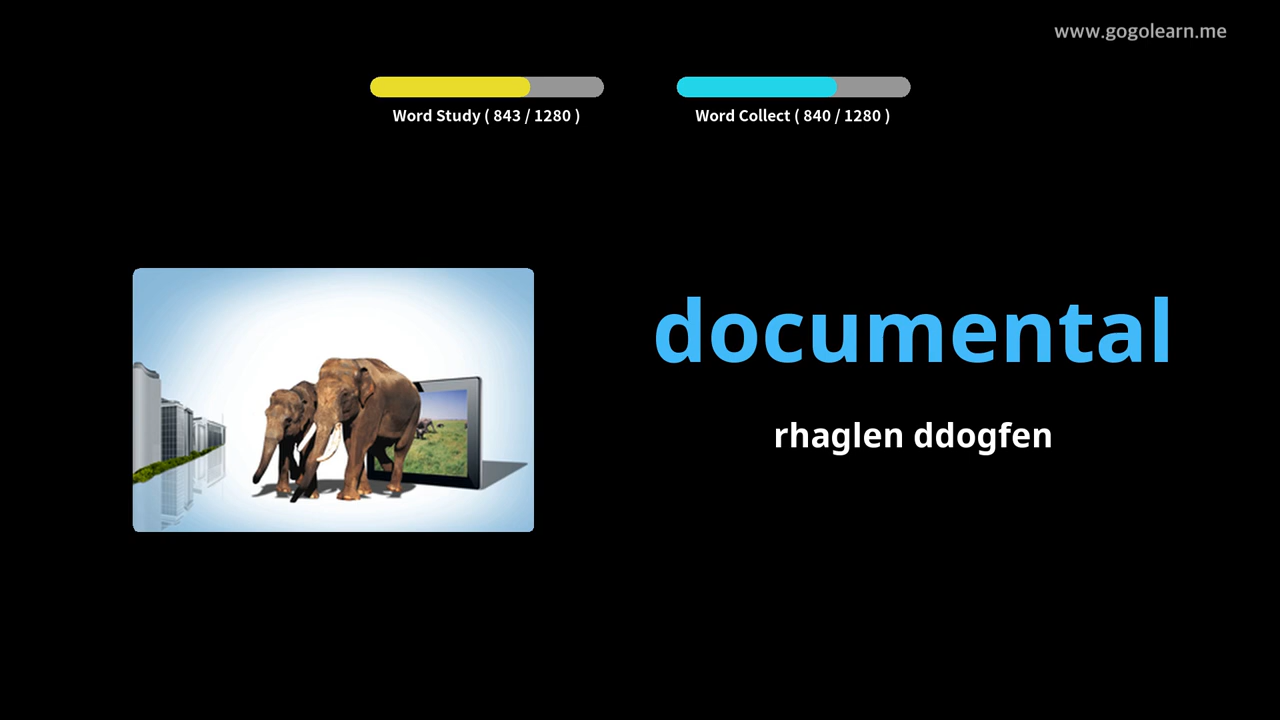 www.gogolearn.me
Word Study ( 843 / 1280 )
Word Collect ( 840 / 1280 )
documental
rhaglen ddogfen